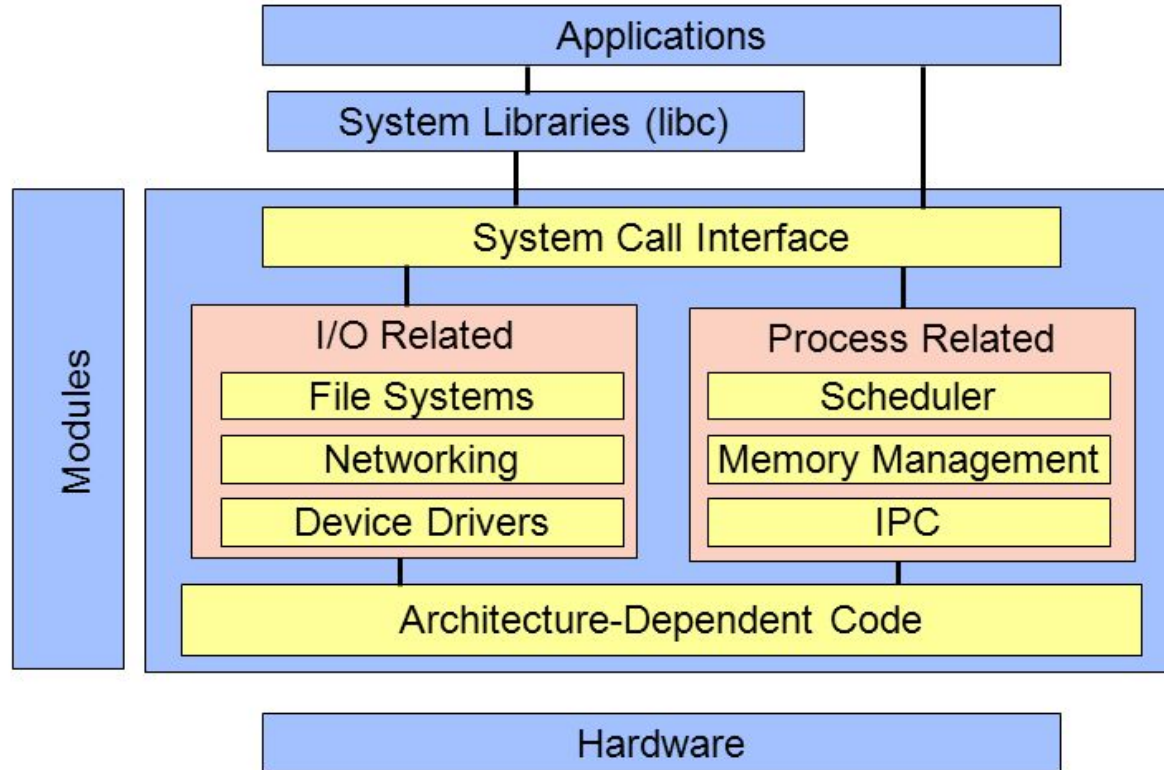 Applications
System Libraries (libc)
Modules
System Call Interface
I/O Related
File Systems
Networking
Device Drivers
Process Related
Scheduler
Memory Management
IPC
Architecture-Dependent Code
Hardware